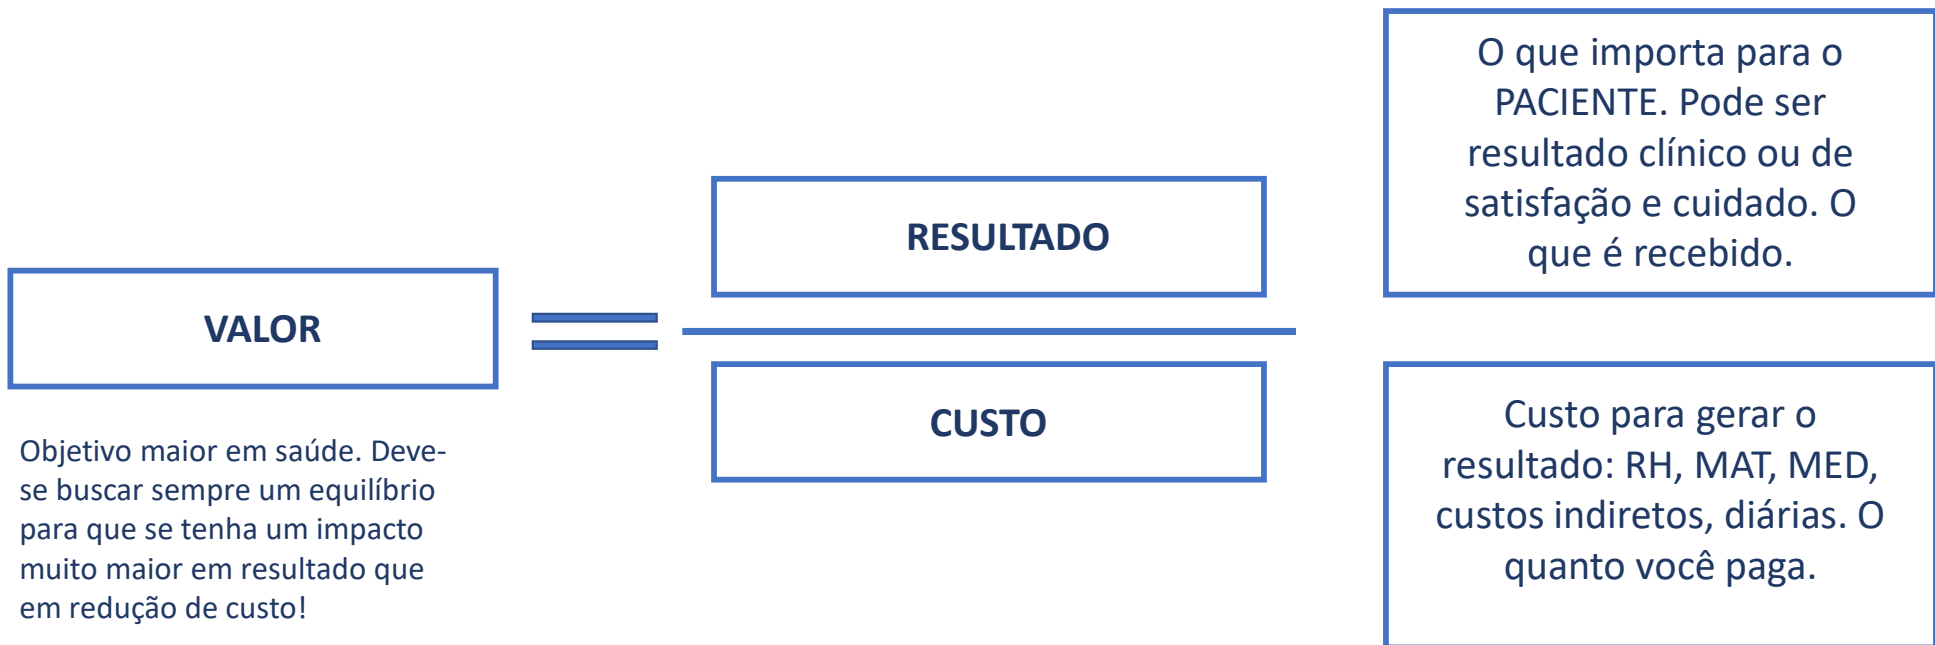 VALOR
Objetivo maior em saúde. Deve-
se buscar sempre um equilíbrio
para que se tenha um impacto
muito maior em resultado que
em redução de custo!
RESULTADO
CUSTO
O que importa para o
PACIENTE. Pode ser
resultado clínico ou de
satisfação e cuidado. O
que é recebido.
Custo para gerar o
resultado: RH, MAT, MED,
custos indiretos, diárias. O
quanto você paga.